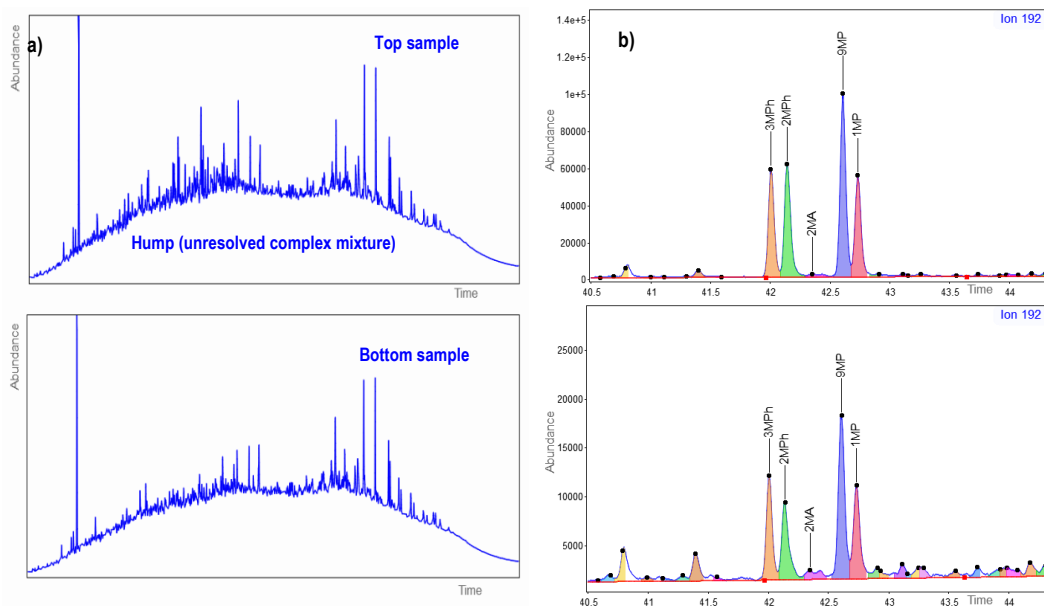 a)
Abundance
Top sample
Hump (unresolved complex mixture)
Time
Abundance
Bottom sample
Time
b)
Ion 192
Abundance
1.4e+5
1.2e+5
1e+5
80000
60000
40000
20000
0
3MPh
2MPh
2MA
9MP
1MP
40.5 41 41.5 42 42.5 43 43.5 Time 44
Ion 192
Abundance
25000
20000
15000
10000
5000
3MPh
2MPh
2MA
9MP
1MP
40.5 41 41.5 42 42.5 43 43.5 Time 44